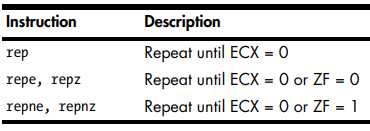 Instruction Description
rep Repeat until ECX = 0
repe, repz Repeat until ECX = 0 or ZF = 0
repne, repnz Repeat until ECX = 0 or ZF = 1